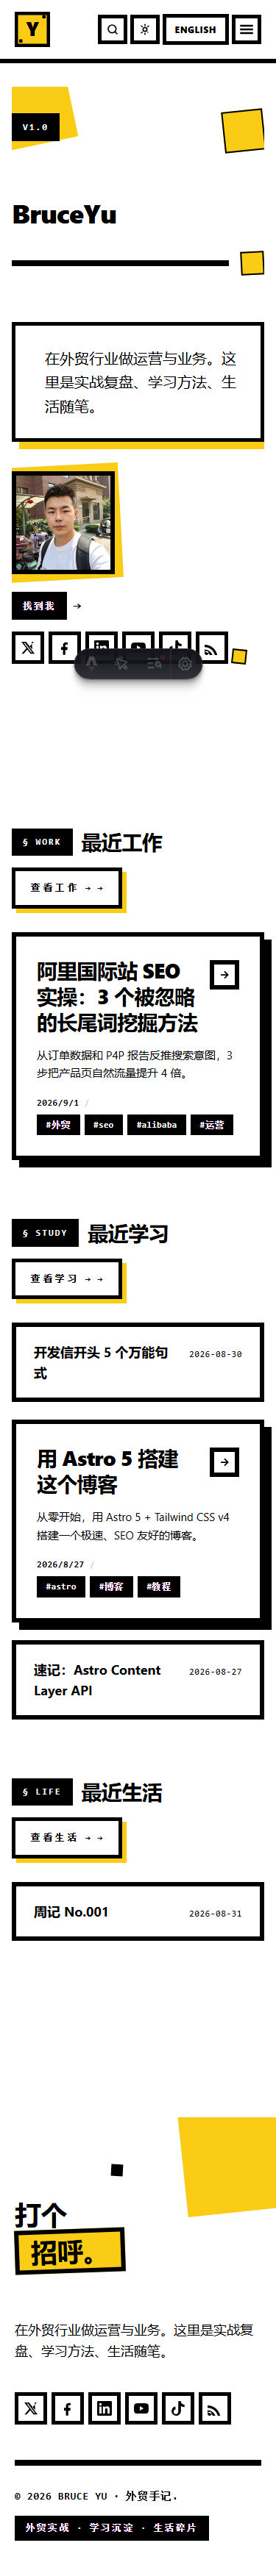 Y
ENGLISH
V1.0
BruceYu
在外贸行业做运营与业务。这
里是实战复盘、学习方法、生
活随笔。
找到我 →
§ WORK 最近工作
查看工作 → →
阿里国际站 SEO
实操：3 个被忽略
的长尾词挖掘方法
→
从订单数据和 P4P 报告反推搜索意图，3
步把产品页自然流量提升 4 倍。
2026/9/1 /
#外贸 #seo #alibaba #运营
§ STUDY 最近学习
查看学习 → →
开发信开头 5 个万能句
式
2026-08-30
用 Astro 5 搭建
这个博客
→
从零开始，用 Astro 5 + Tailwind CSS v4
搭建一个极速、SEO 友好的博客。
2026/8/27 /
#astro #博客 #教程
速记：Astro Content
Layer API
2026-08-27
§ LIFE 最近生活
查看生活 → →
周记 No.001 2026-08-31
打个
招呼。
在外贸行业做运营与业务。这里是实战复
盘、学习方法、生活随笔。
© 2026 BRUCE YU · 外贸手记.
外贸实战 · 学习沉淀 · 生活碎片